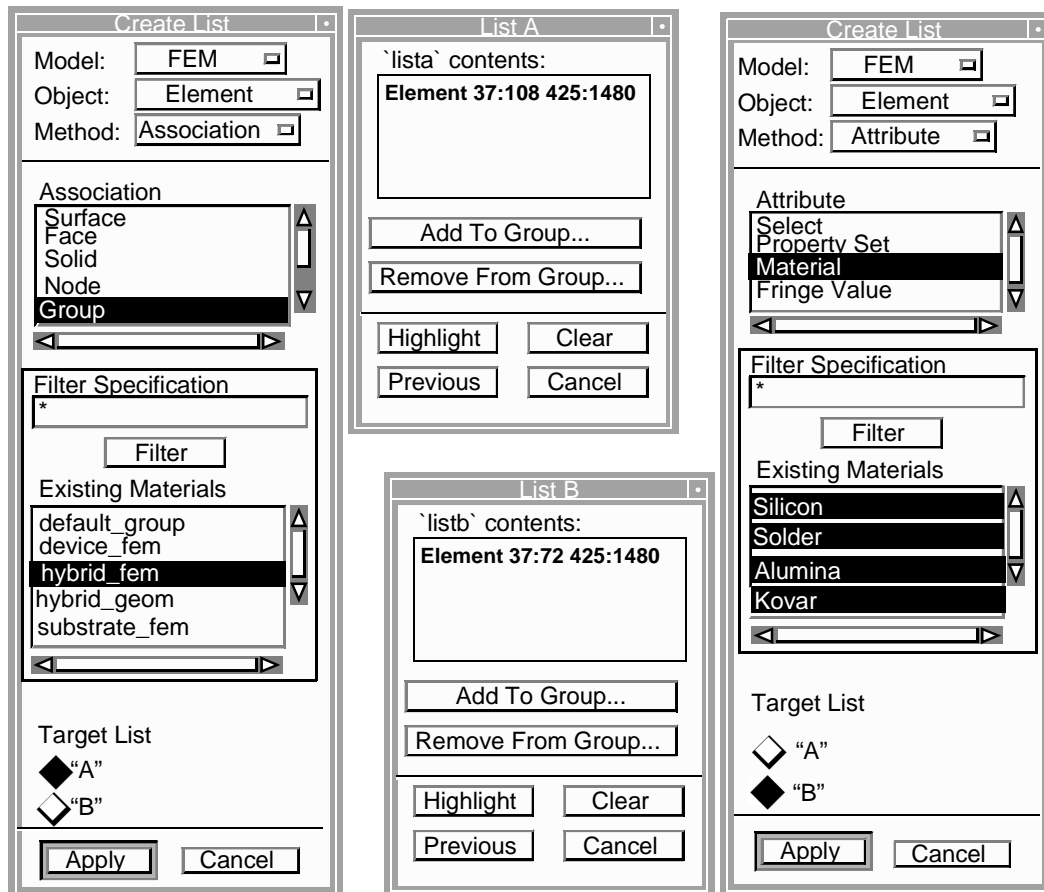 Create List
Model: FEM
Object: Element
Method: Association
Association
Surface
Face
Solid
Node
Group
Filter Specification
*
Filter
Existing Materials
default_group
device_fem
hybrid_fem
hybrid_geom
substrate_fem
Target List
“A”
“B”
Apply Cancel
List A
`lista` contents:
Element 37:108 425:1480
Add To Group...
Remove From Group...
Highlight Clear
Previous Cancel
List B
`listb` contents:
Element 37:72 425:1480
Add To Group...
Remove From Group...
Highlight Clear
Previous Cancel
Create List
Model: FEM
Object: Element
Method: Attribute
Attribute
Select
Property Set
Material
Fringe Value
Filter Specification
*
Filter
Existing Materials
Silicon
Solder
Alumina
Kovar
Target List
“A”
“B”
Apply Cancel